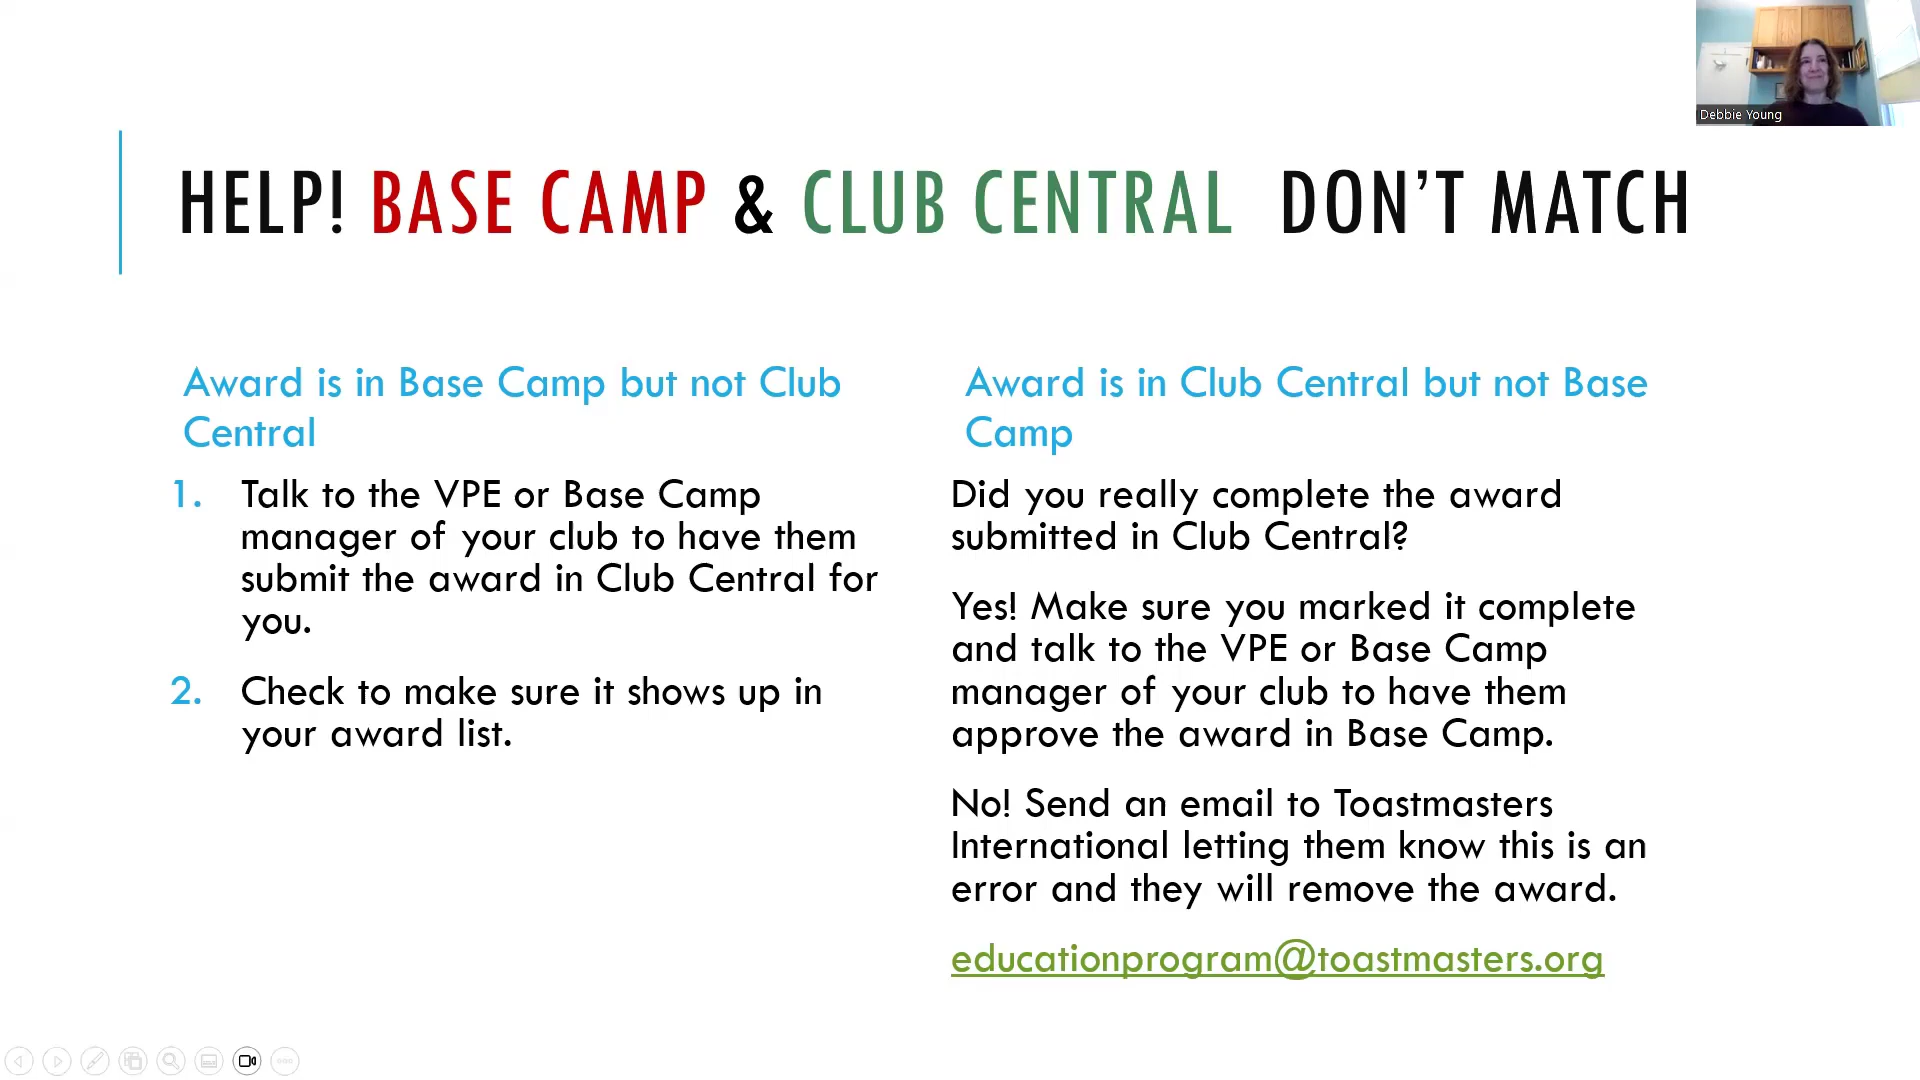 Debbie Young
HELP! BASE CAMP & CLUB CENTRAL DON’T MATCH
Award is in Base Camp but not Club
Central
1. Talk to the VPE or Base Camp
manager of your club to have them
submit the award in Club Central for
you.
2. Check to make sure it shows up in
your award list.
Award is in Club Central but not Base
Camp
Did you really complete the award
submitted in Club Central?
Yes! Make sure you marked it complete
and talk to the VPE or Base Camp
manager of your club to have them
approve the award in Base Camp.
No! Send an email to Toastmasters
International letting them know this is an
error and they will remove the award.
educationprogram@toastmasters.org